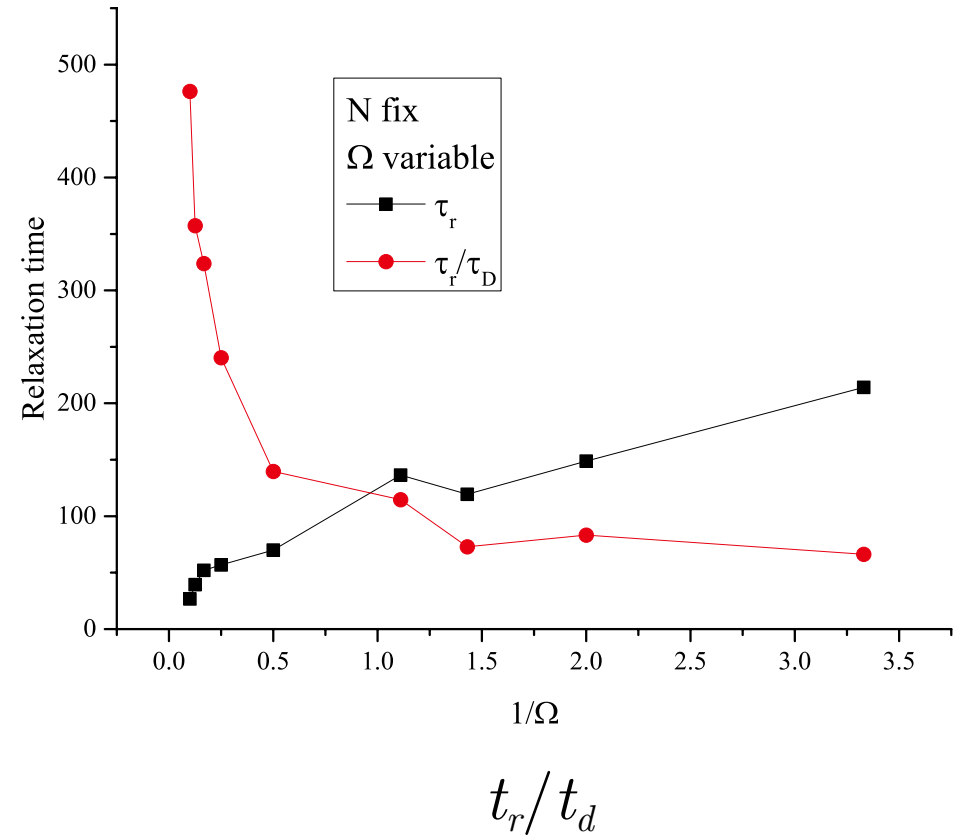 500
400
300
200
100
0
Relaxation time
N fix
Ω variable
τr
τr/τD
0.0 0.5 1.0 1.5 2.0 2.5 3.0 3.5
1/Ω
tr/td